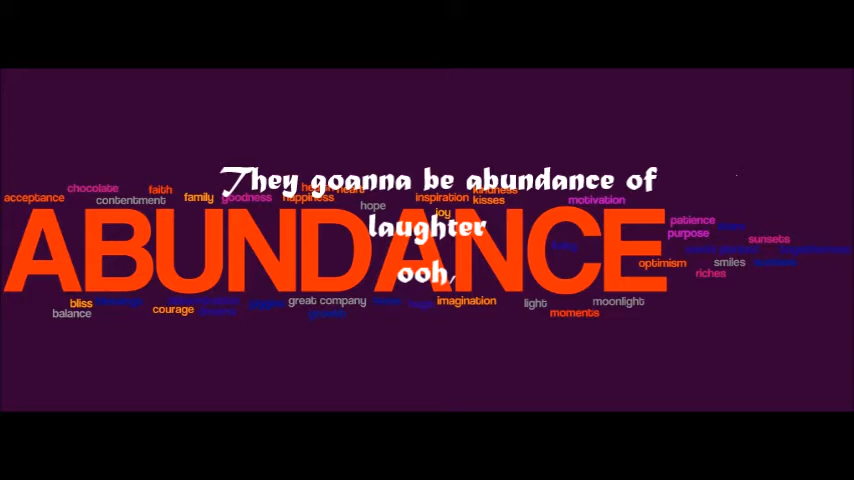 They goanna be abundance of
laughter
ooh,
chocolate
faith
acceptance
contentment
family
goodness
happiness
heart
hope
inspiration
kindness
kisses
joy
motivation
ABUNDANCE
patience
purpose
sunsets
optimism
smiles
riches
bliss
balance
courage
great company
imagination
light
moonlight
moments